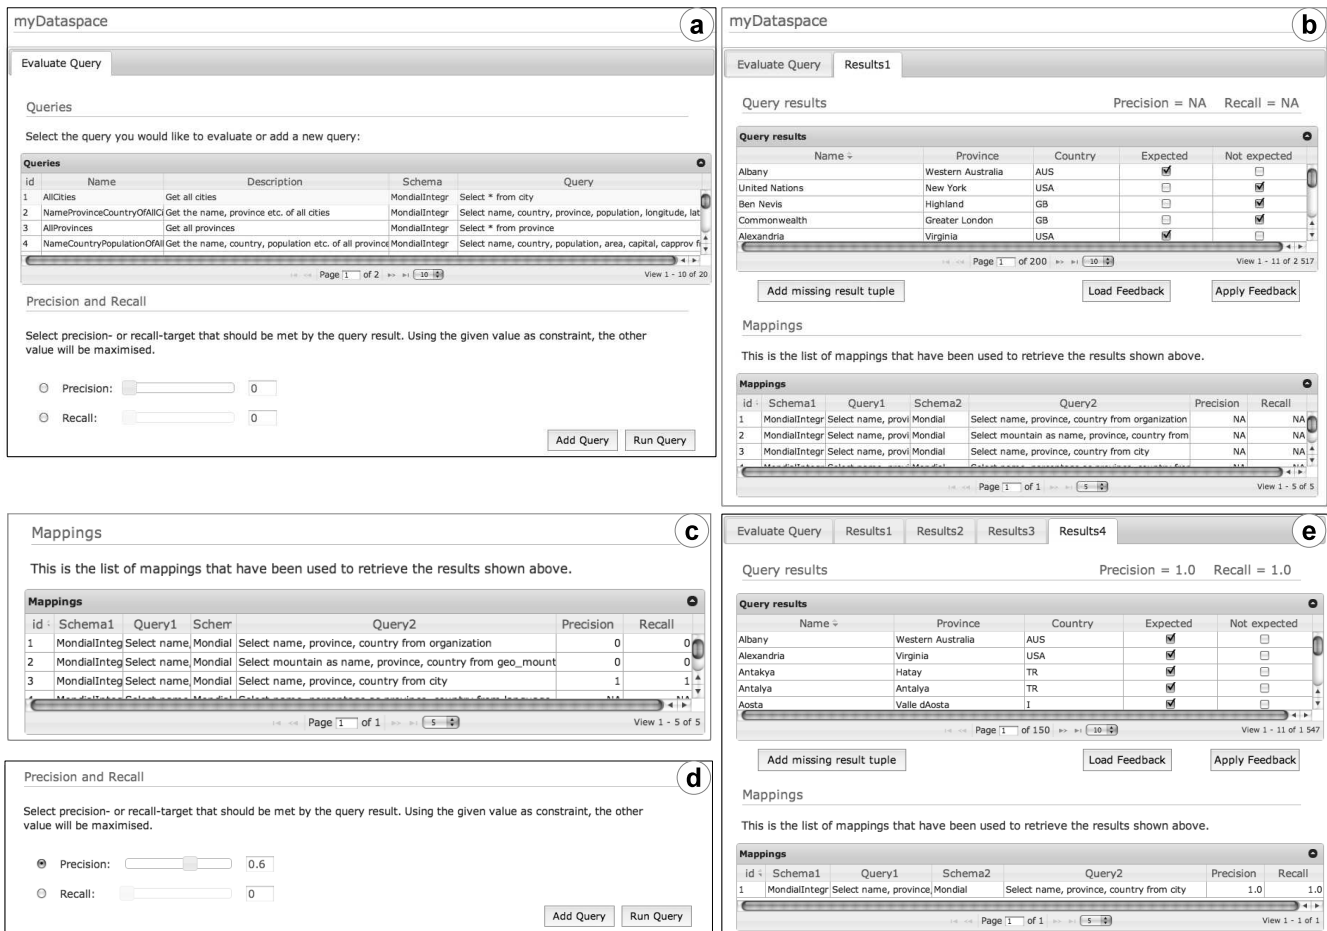 myDataspace
a
Evaluate Query
Queries
Select the query you would like to evaluate or add a new query:
Queries
id Name Description Schema Query
1 AllCities Get all cities MondialIntegr Select * from city
2 NameProvinceCountryOfAllCi Get the name, province etc. of all cities MondialIntegr Select name, country, province, population, longitude, lat
3 AllProvinces Get all provinces MondialIntegr Select * from province
4 NameCountryPopulationOfAll Get the name, country, population etc. of all province MondialIntegr Select name, country, population, area, capital, capprov f
Page 1 of 2 10 View 1 - 10 of 20
Precision and Recall
Select precision- or recall-target that should be met by the query result. Using the given value as constraint, the other
value will be maximised.
Precision: 0
Recall: 0
Add Query Run Query
myDataspace
b
Evaluate Query Results1
Query results Precision = NA Recall = NA
Query results
Name Province Country Expected Not expected
Albany Western Australia AUS
United Nations New York USA
Ben Nevis Highland GB
Commonwealth Greater London GB
Alexandria Virginia USA
Page 1 of 200 10 View 1 - 11 of 2 517
Add missing result tuple Load Feedback Apply Feedback
Mappings
This is the list of mappings that have been used to retrieve the results shown above.
Mappings
id Schema1 Query1 Schema2 Query2 Precision Recall
1 MondialIntegr Select name, provi Mondial Select name, province, country from organization NA NA
2 MondialIntegr Select name, provi Mondial Select mountain as name, province, country from NA NA
3 MondialIntegr Select name, provi Mondial Select name, province, country from city NA NA
Page 1 of 1 5 View 1 - 5 of 5
Mappings
c
This is the list of mappings that have been used to retrieve the results shown above.
Mappings
id Schema1 Query1 Schem Query2 Precision Recall
1 MondialInteg Select name, Mondial Select name, province, country from organization 0 0
2 MondialInteg Select name, Mondial Select mountain as name, province, country from geo_mount 0 0
3 MondialInteg Select name, Mondial Select name, province, country from city 1 1
Page 1 of 1 5 View 1 - 5 of 5
Precision and Recall
d
Select precision- or recall-target that should be met by the query result. Using the given value as constraint, the other
value will be maximised.
Precision: 0.6
Recall: 0
Add Query Run Query
Evaluate Query Results1 Results2 Results3 Results4
e
Query results Precision = 1.0 Recall = 1.0
Query results
Name Province Country Expected Not expected
Albany Western Australia AUS
Alexandria Virginia USA
Antakya Hatay TR
Antalya Antalya TR
Aosta Valle dAosta I
Page 1 of 150 10 View 1 - 11 of 1 547
Add missing result tuple Load Feedback Apply Feedback
Mappings
This is the list of mappings that have been used to retrieve the results shown above.
Mappings
id Schema1 Query1 Schema2 Query2 Precision Recall
1 MondialIntegr Select name, province, Mondial Select name, province, country from city 1.0 1.0
Page 1 of 1 5 View 1 - 1 of 1